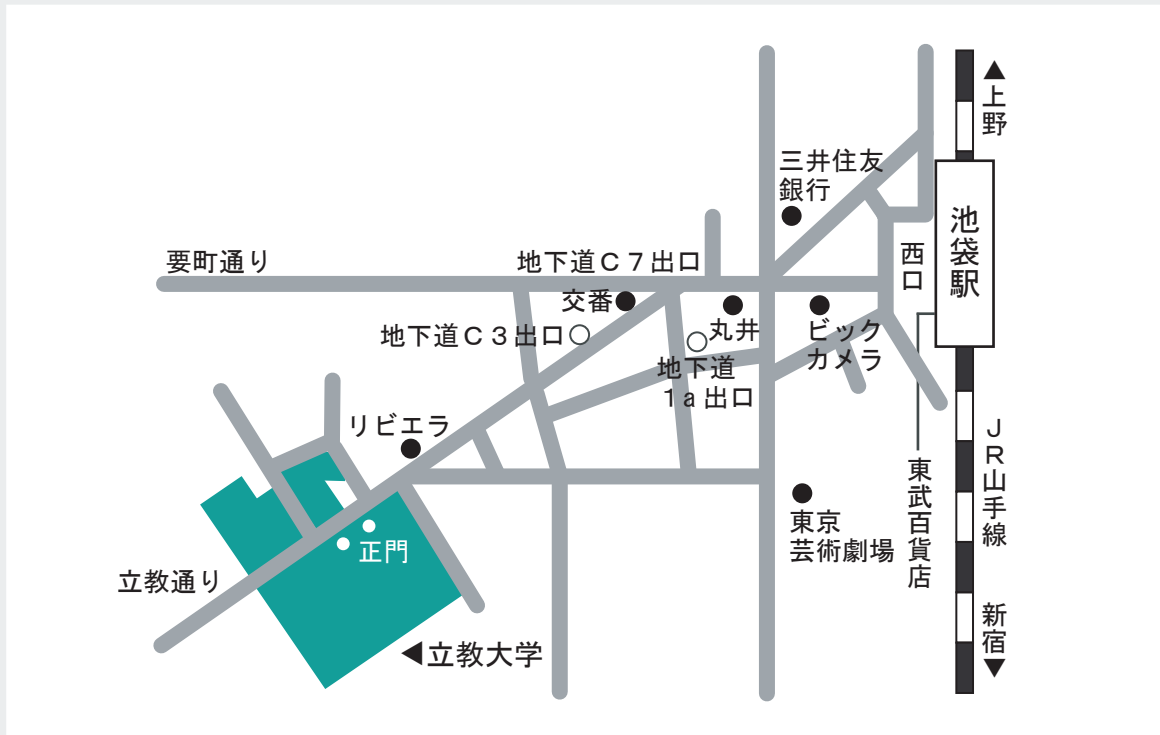 ▲上野
三井住友
銀行
池袋駅
西口
要町通り
地下道C7出口
交番
地下道C3出口
丸井
ビック
カメラ
地下道
1a出口
リビエラ
JR山手線
東武百貨店
東京
芸術劇場
正門
立教通り
新宿▼
◀立教大学